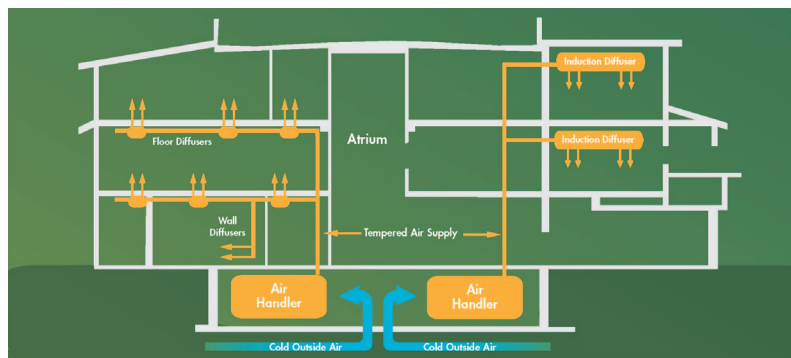 Induction Diffuser
Floor Diffusers
Atrium
Induction Diffuser
Wall
Diffusers
Tempered Air Supply
Air
Handler
Air
Handler
Cold Outside Air
Cold Outside Air